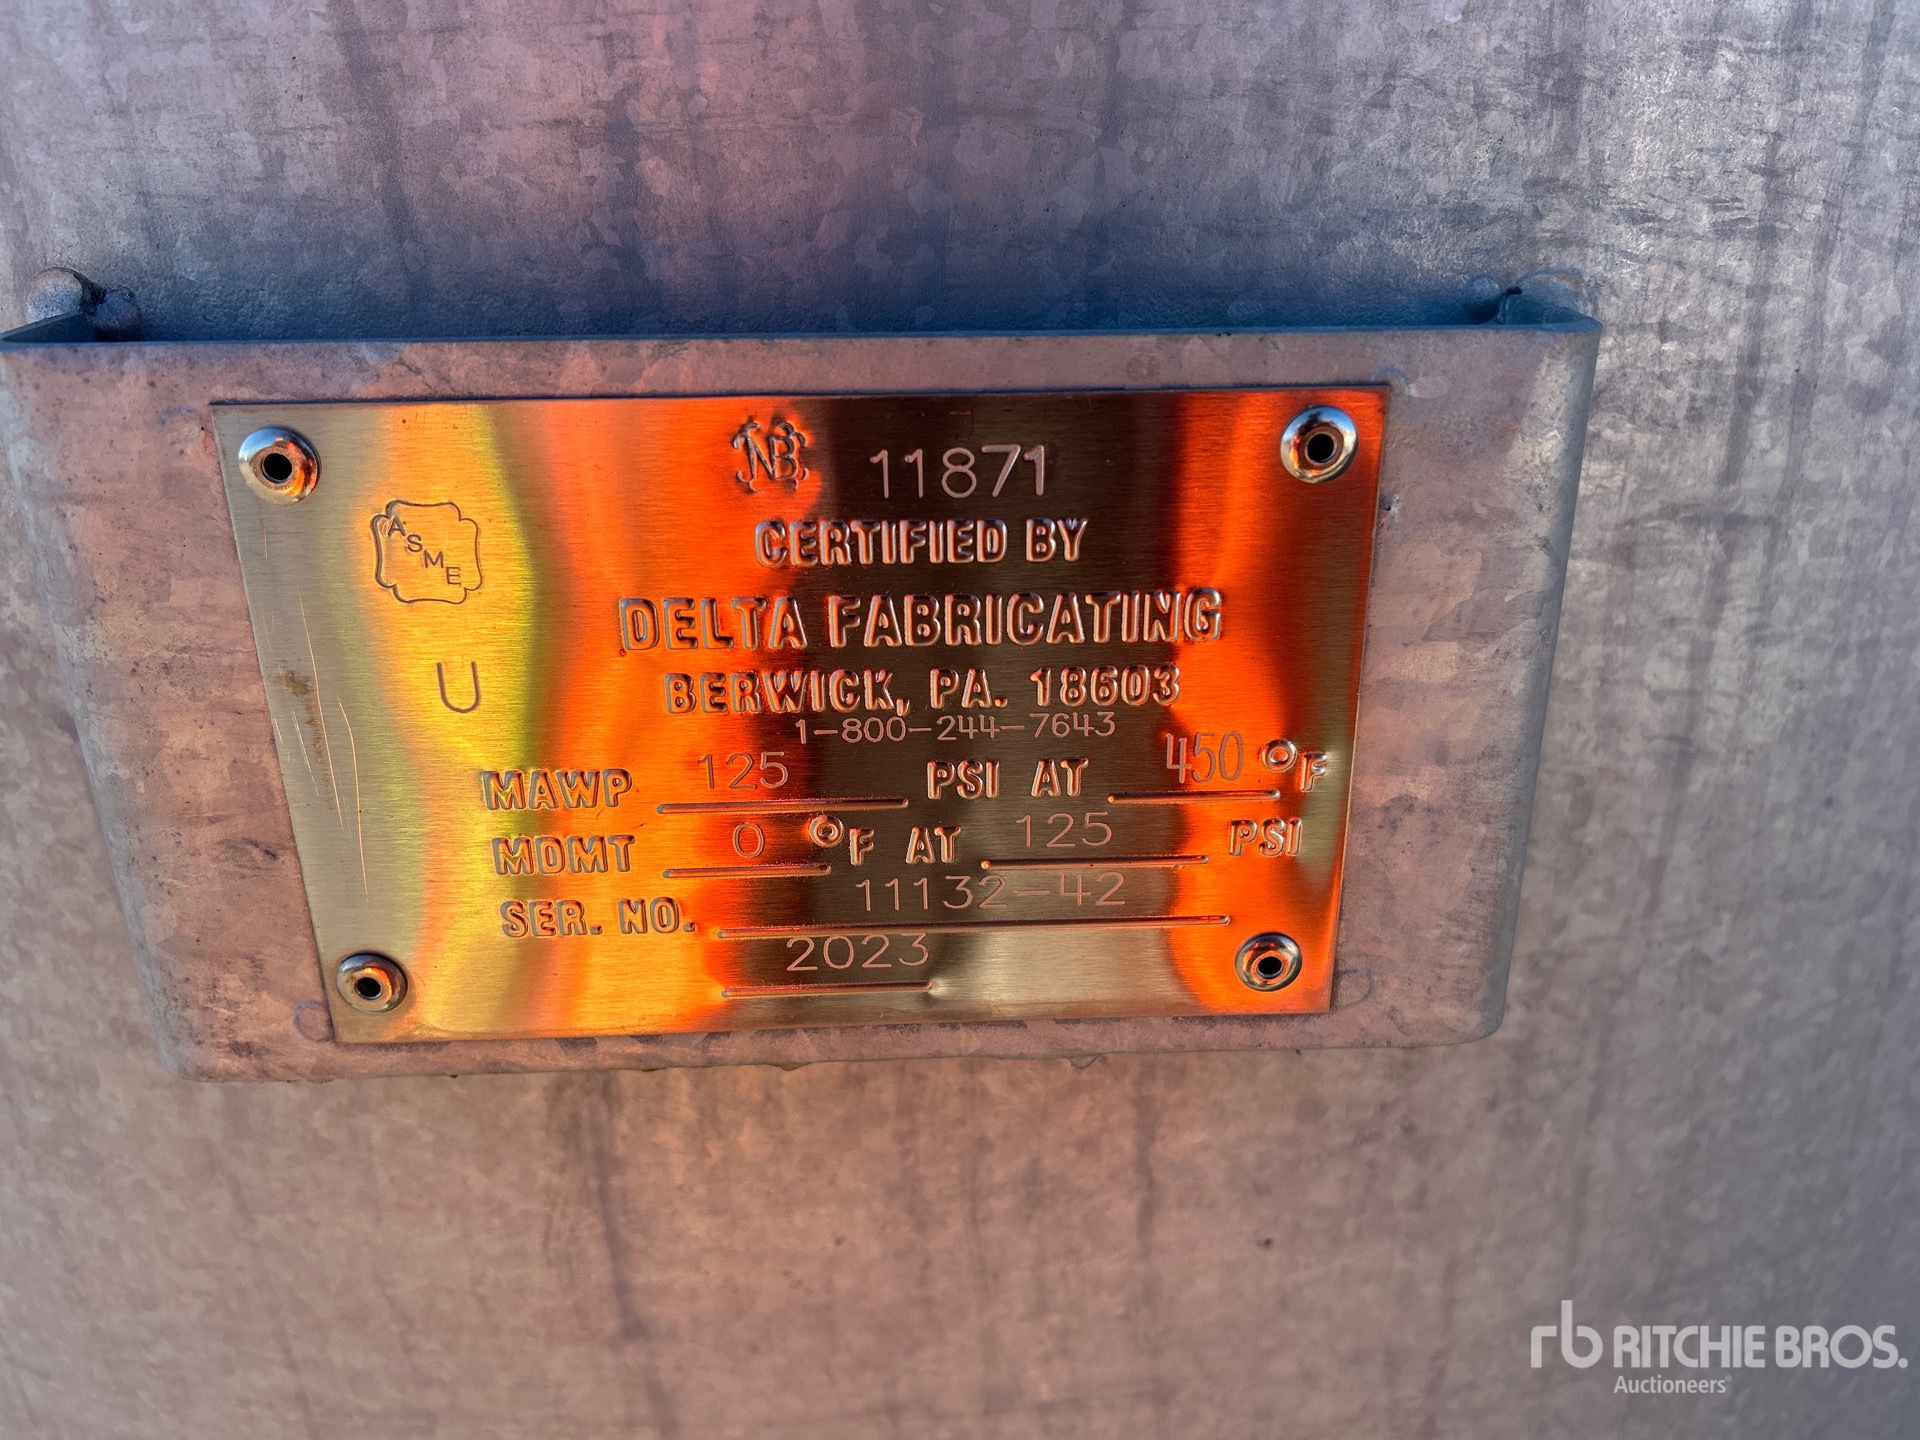 NB 11871
CERTIFIED BY
ASME
DELTA FABRICATING
U
BERWICK, PA. 18603
1-800-244-7643
MAWP 125 PSI AT 450 °F
MDMT 0 °F AT 125 PSI
SER. NO. 11132-42
2023
rb RITCHIE BROS.
Auctioneers